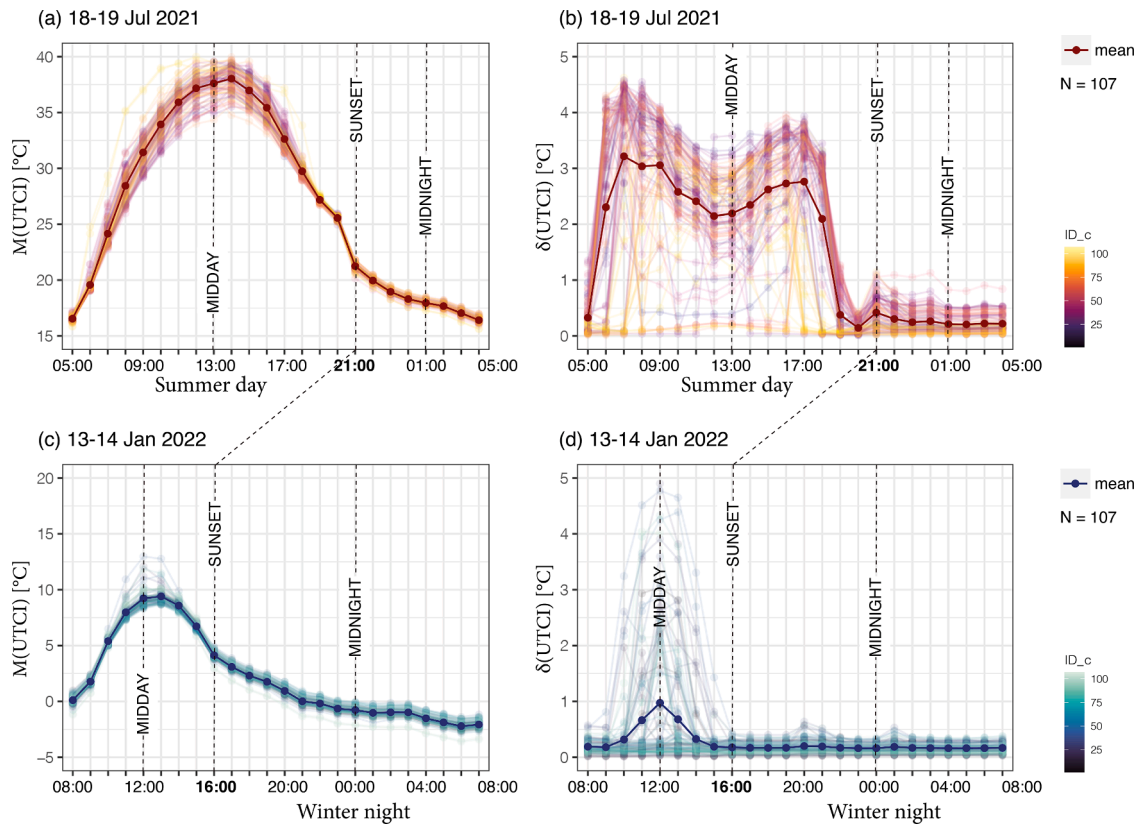 (a) 18-19 Jul 2021
M(UTCI) [°C]
40
35
30
25
20
15
MIDDAY
SUNSET
MIDNIGHT
05:00 09:00 13:00 17:00 21:00 01:00 05:00
Summer day
(b) 18-19 Jul 2021
δ(UTCI) [°C]
5
4
3
2
1
0
MIDDAY
SUNSET
MIDNIGHT
05:00 09:00 13:00 17:00 21:00 01:00 05:00
Summer day
mean
N = 107
ID_c
100
75
50
25
(c) 13-14 Jan 2022
M(UTCI) [°C]
20
15
10
5
0
−5
MIDDAY
SUNSET
MIDNIGHT
08:00 12:00 16:00 20:00 00:00 04:00 08:00
Winter night
(d) 13-14 Jan 2022
δ(UTCI) [°C]
5
4
3
2
1
0
MIDDAY
SUNSET
MIDNIGHT
08:00 12:00 16:00 20:00 00:00 04:00 08:00
Winter night
mean
N = 107
ID_c
100
75
50
25